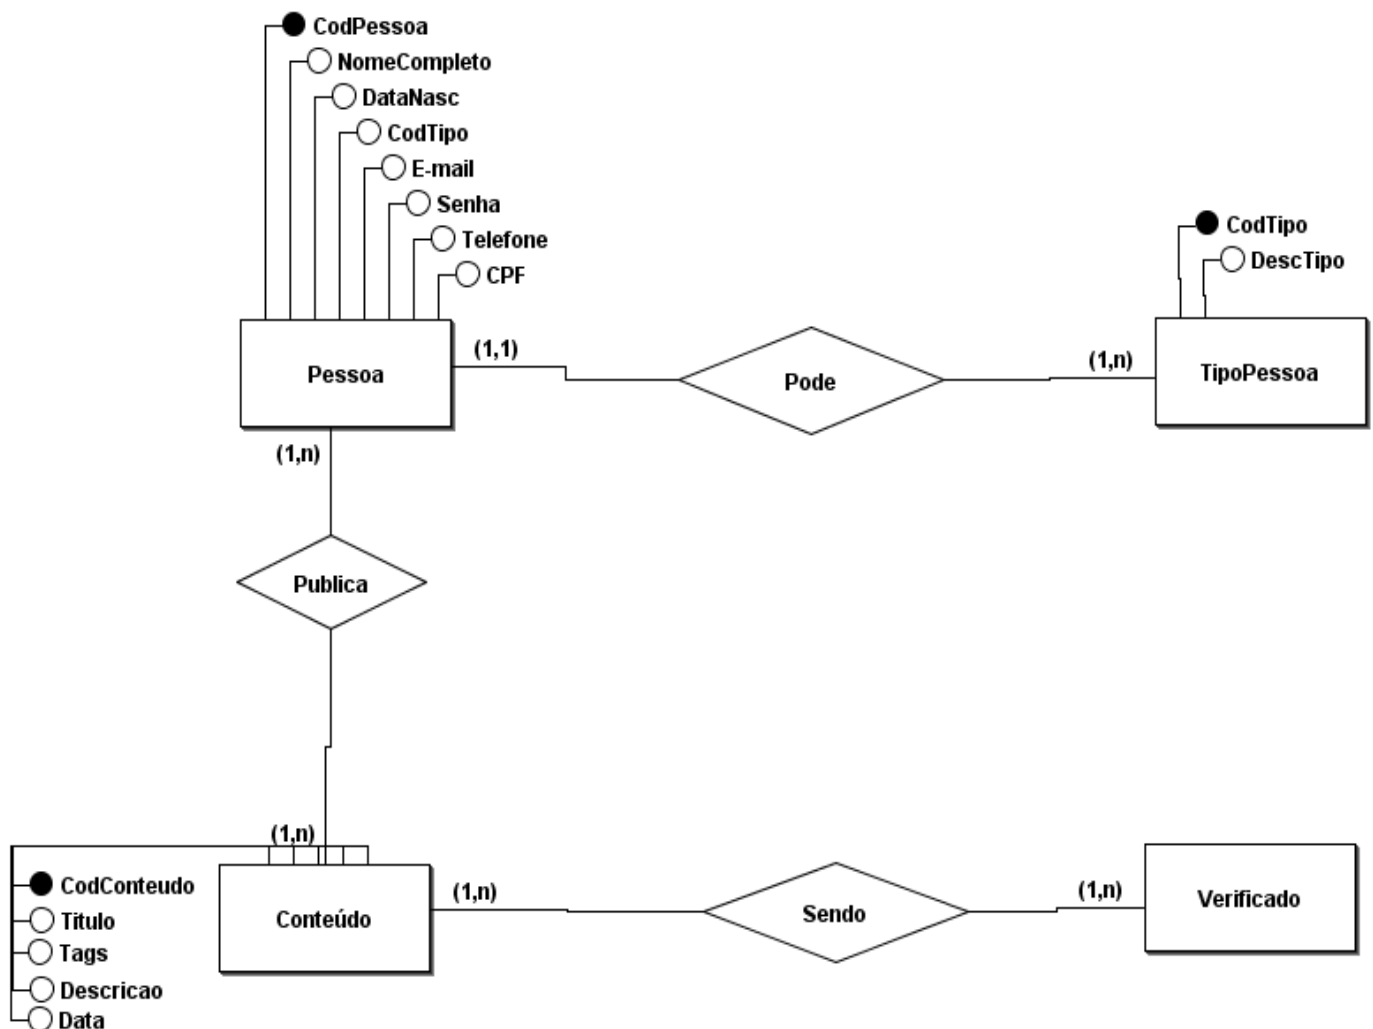 CodPessoa
NomeCompleto
DataNasc
CodTipo
E-mail
Senha
Telefone
CPF
CodTipo
DescTipo
Pessoa
(1,1)
Pode
(1,n)
TipoPessoa
(1,n)
Publica
(1,n)
CodConteudo
Titulo
Tags
Descricao
Data
Conteúdo
(1,n)
Sendo
(1,n)
Verificado